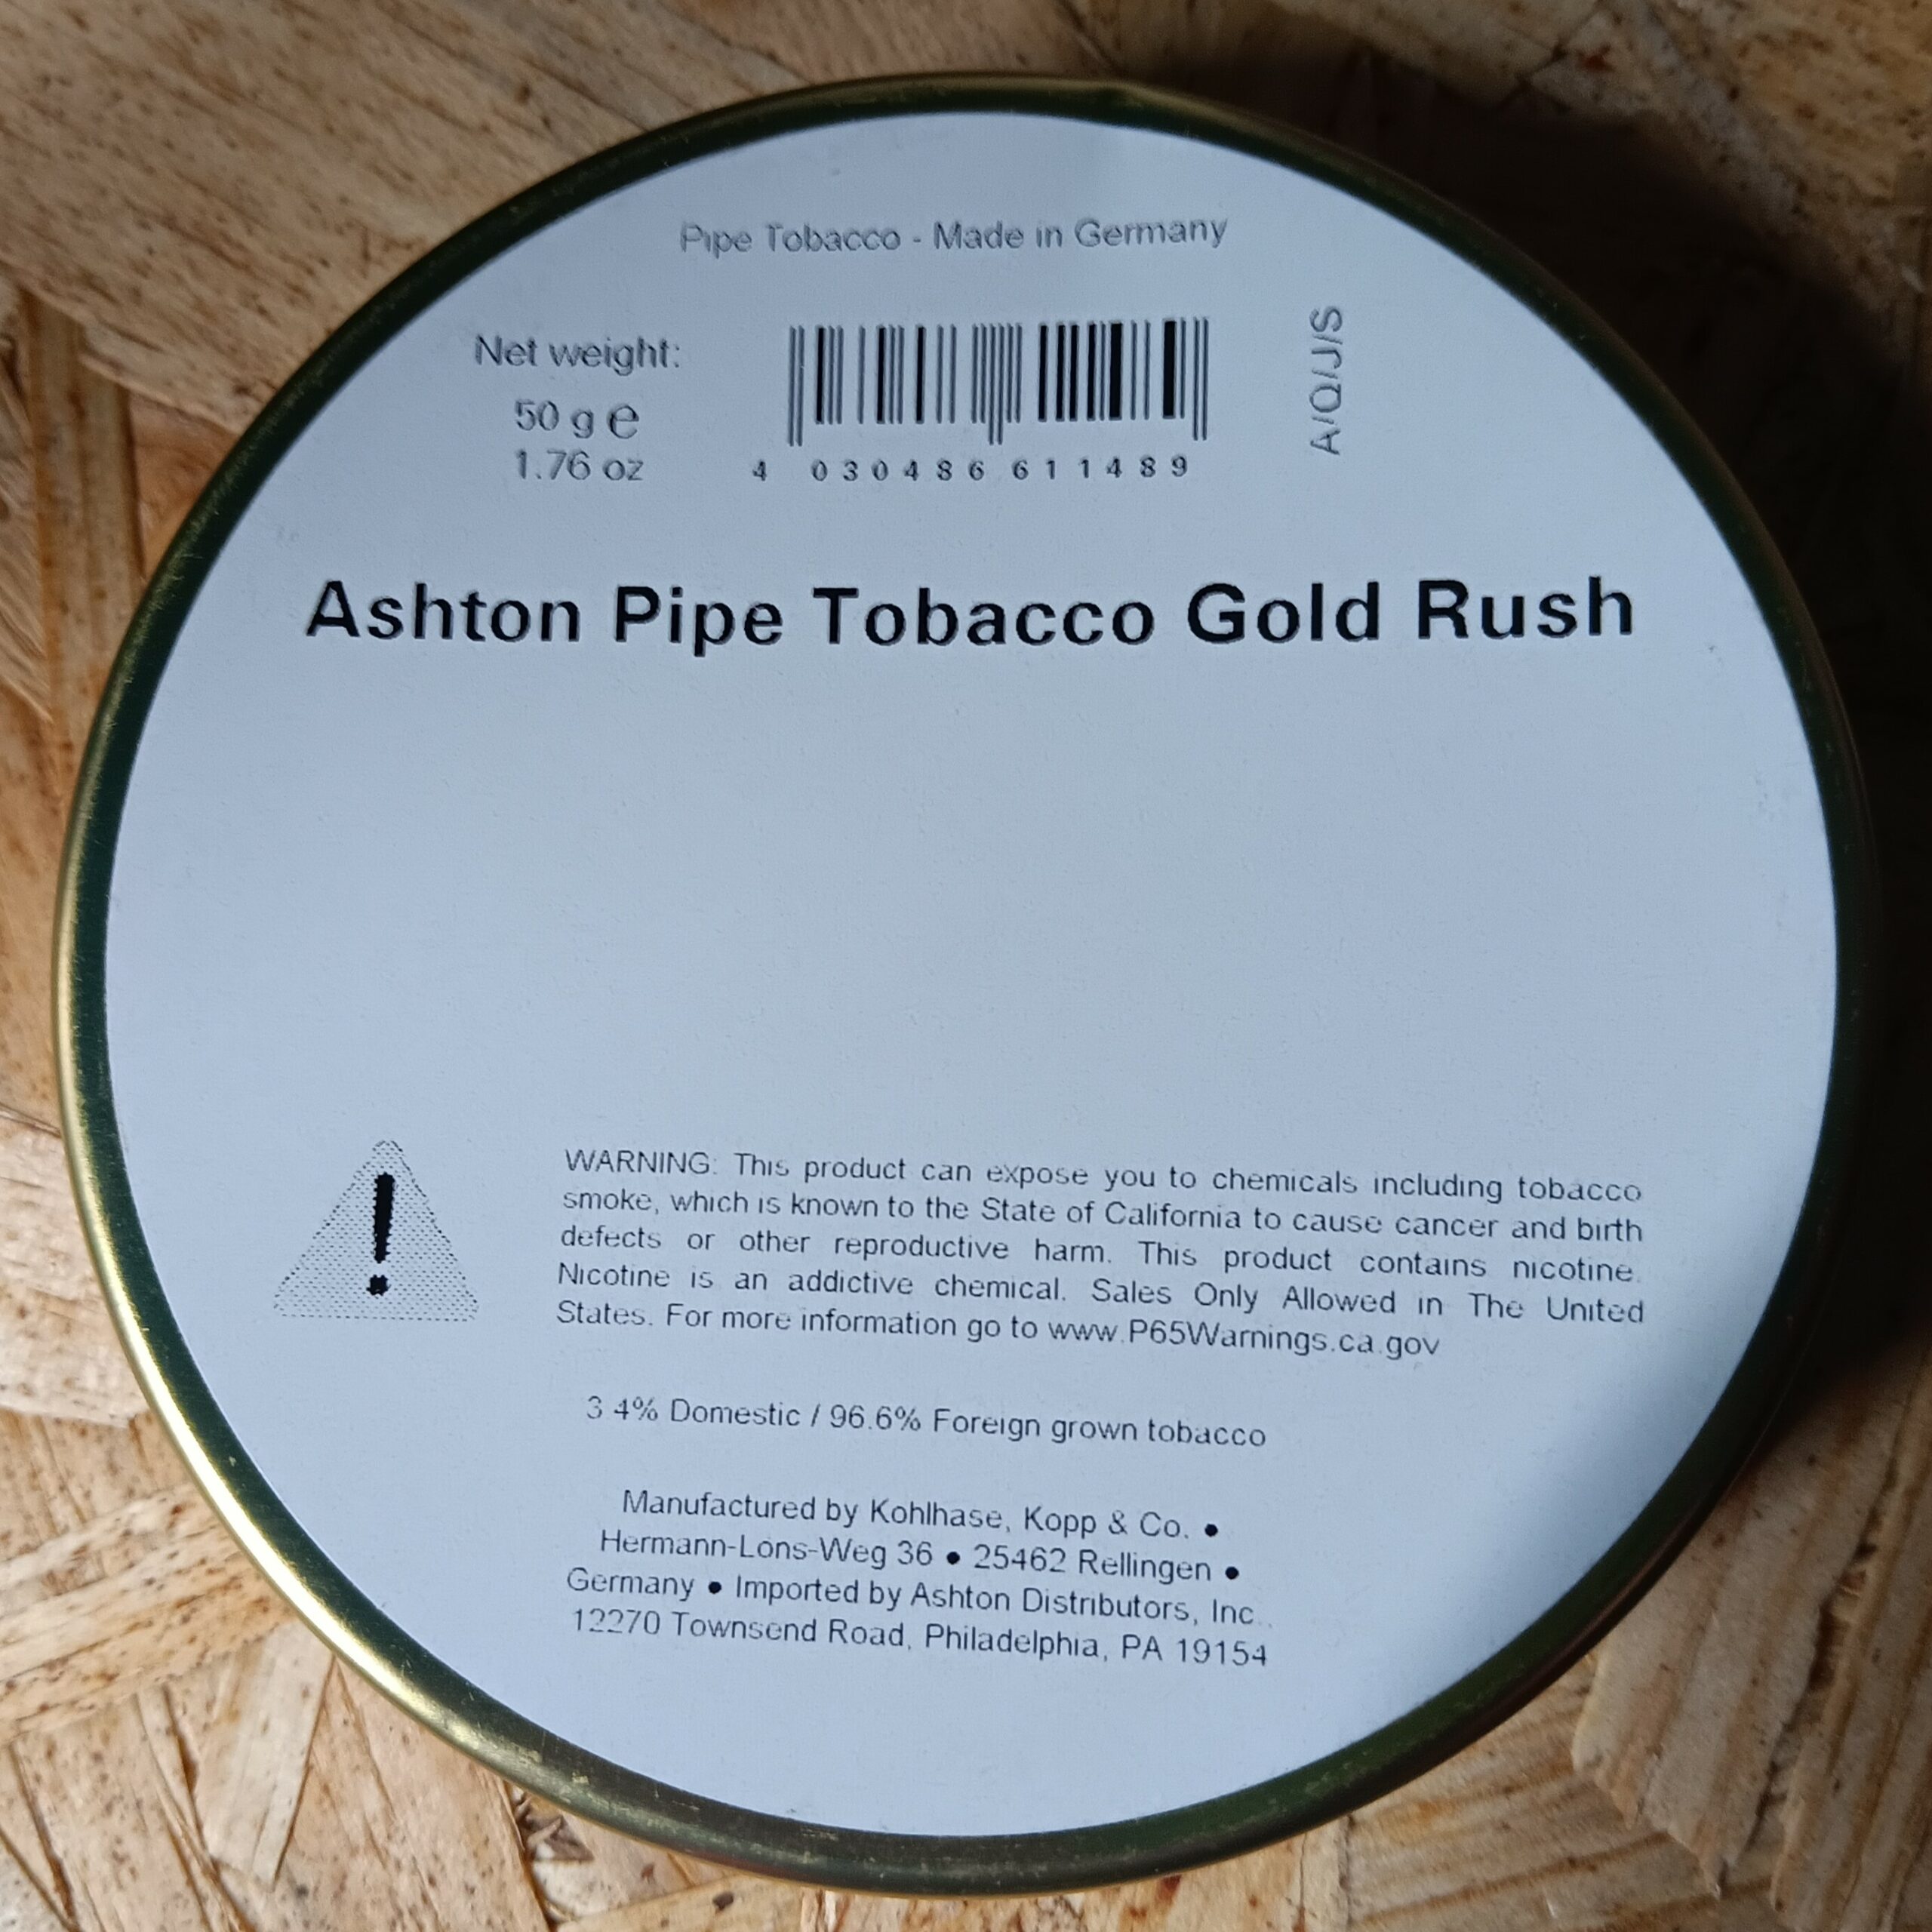 Pipe Tobacco - Made in Germany
Net weight:
50 g e
1.76 oz
4 030486 611489
A/Q/J/S
Ashton Pipe Tobacco Gold Rush
WARNING: This product can expose you to chemicals including tobacco
smoke, which is known to the State of California to cause cancer and birth
defects or other reproductive harm. This product contains nicotine.
Nicotine is an addictive chemical. Sales Only Allowed in The United
States. For more information go to www.P65Warnings.ca.gov
3.4% Domestic / 96.6% Foreign grown tobacco
Manufactured by Kohlhase, Kopp & Co. •
Hermann-Löns-Weg 36 • 25462 Rellingen •
Germany • Imported by Ashton Distributors, Inc.,
12270 Townsend Road, Philadelphia, PA 19154